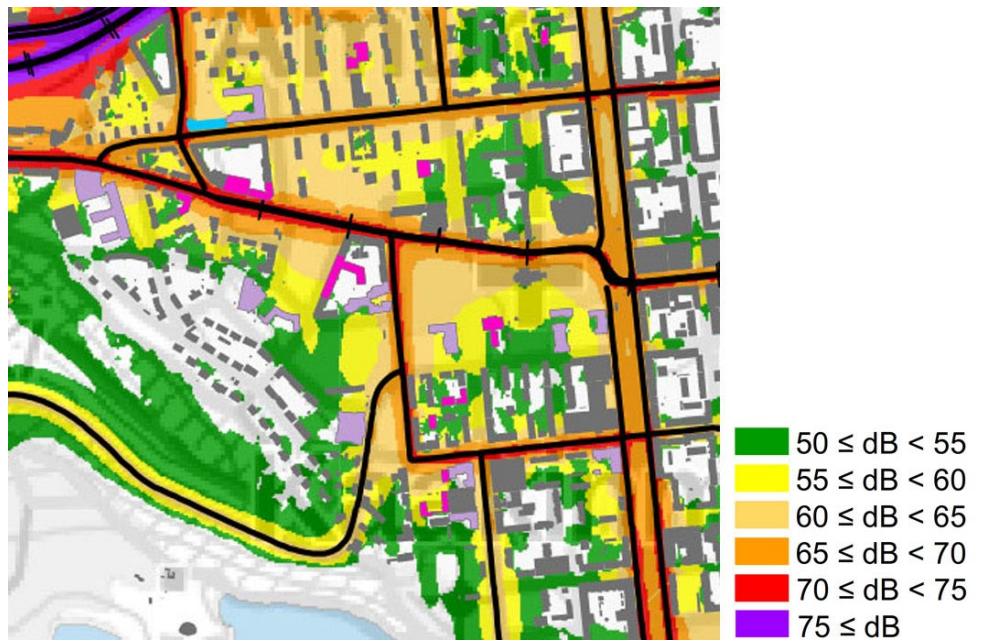 50 ≤ dB < 55
55 ≤ dB < 60
60 ≤ dB < 65
65 ≤ dB < 70
70 ≤ dB < 75
75 ≤ dB